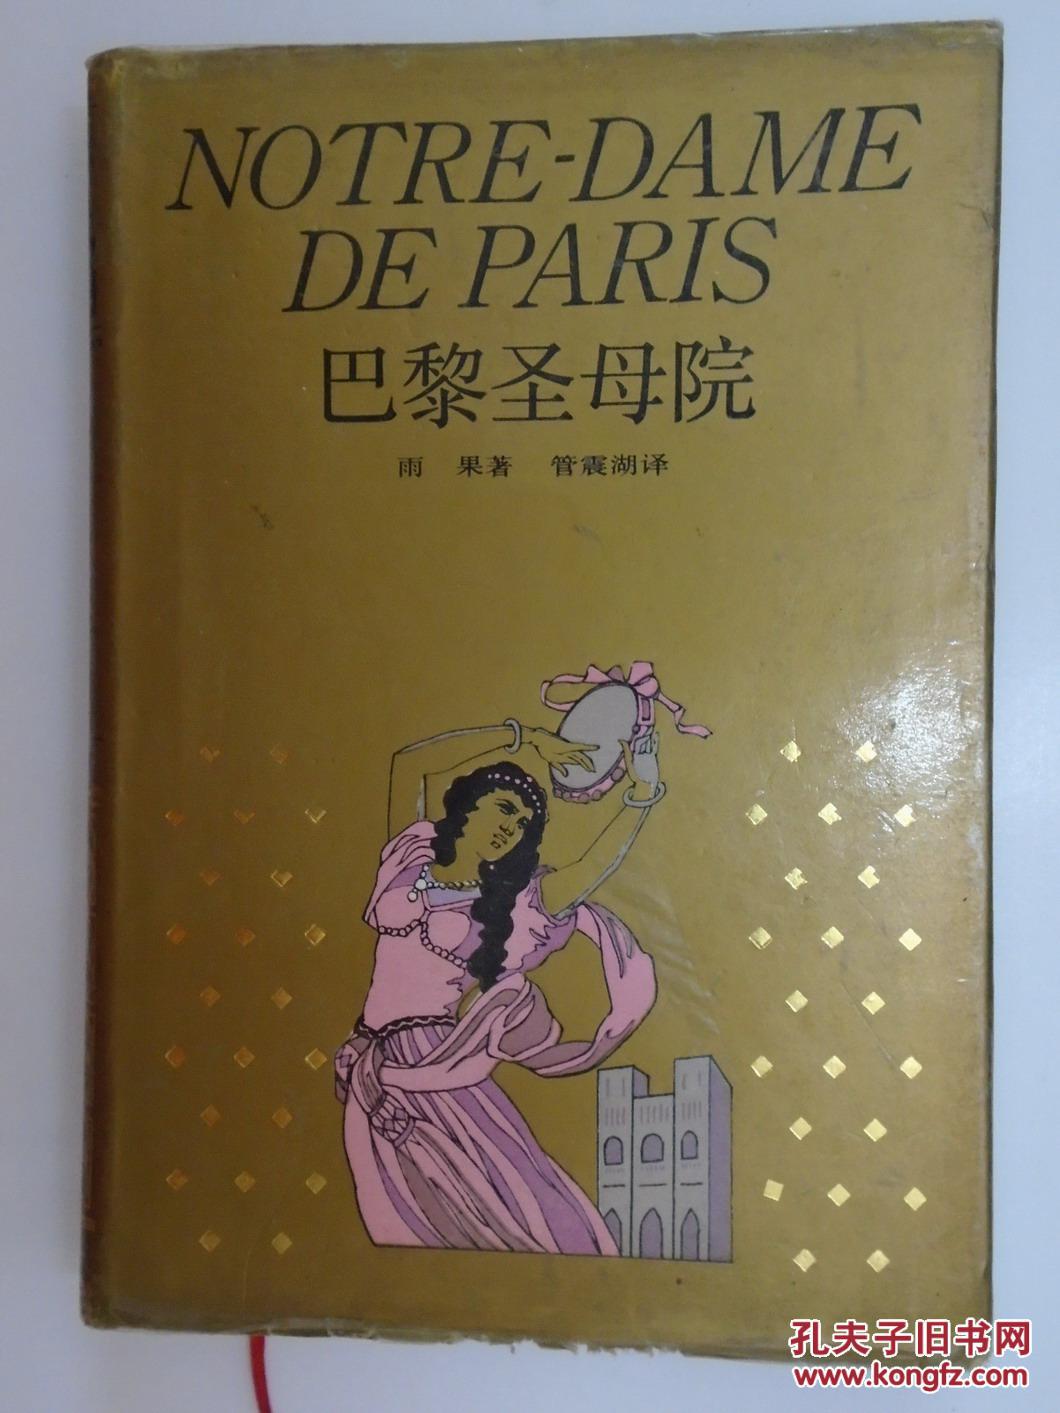 NOTRE-DAME
DE PARIS
巴黎圣母院
雨　果著　管震湖译
孔夫子旧书网
www.kongfz.com